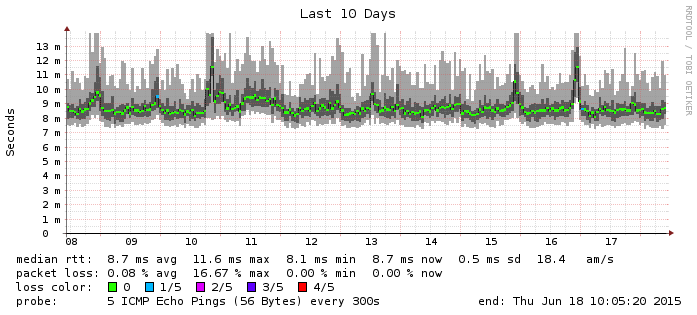 Last 10 Days
RRDTOOL / TOBI OETIKER
Seconds
13 m
12 m
11 m
10 m
9 m
8 m
7 m
6 m
5 m
4 m
3 m
2 m
1 m
0
08 09 10 11 12 13 14 15 16 17
median rtt: 8.7 ms avg 11.6 m max 8.1 ms min 8.7 ms now 0.5 ms sd 18.4 am/s
packet loss: 0.08 % avg 16.67 % max 0.00 % min 0.00 % now
loss color: 0 1/5 2/5 3/5 4/5
probe: 5 ICMP Echo Pings (56 Bytes) every 300s end: Thu Jun 18 10:05:20 2015